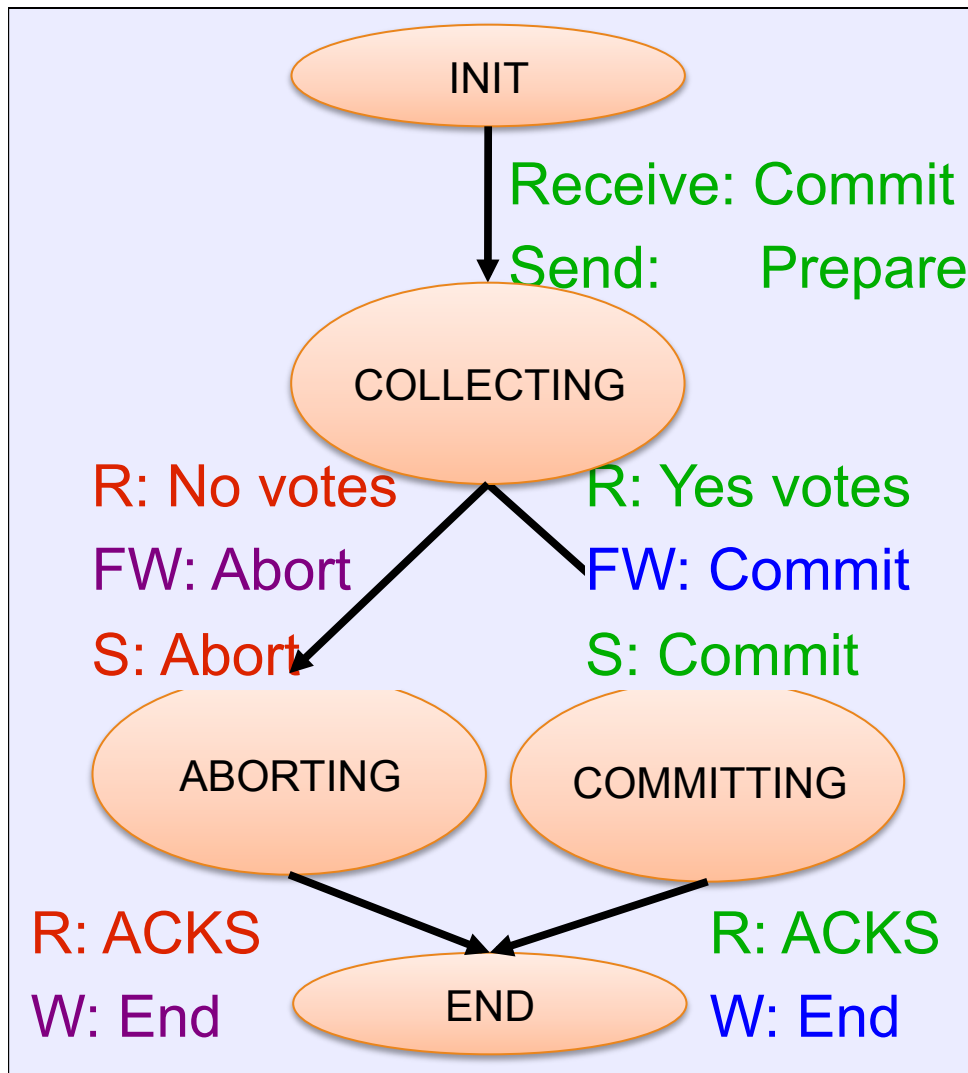 INIT
Receive: Commit
Send: Prepare
COLLECTING
R: No votes
FW: Abort
S: Abort
R: Yes votes
FW: Commit
S: Commit
ABORTING
COMMITTING
R: ACKS
W: End
R: ACKS
W: End
END